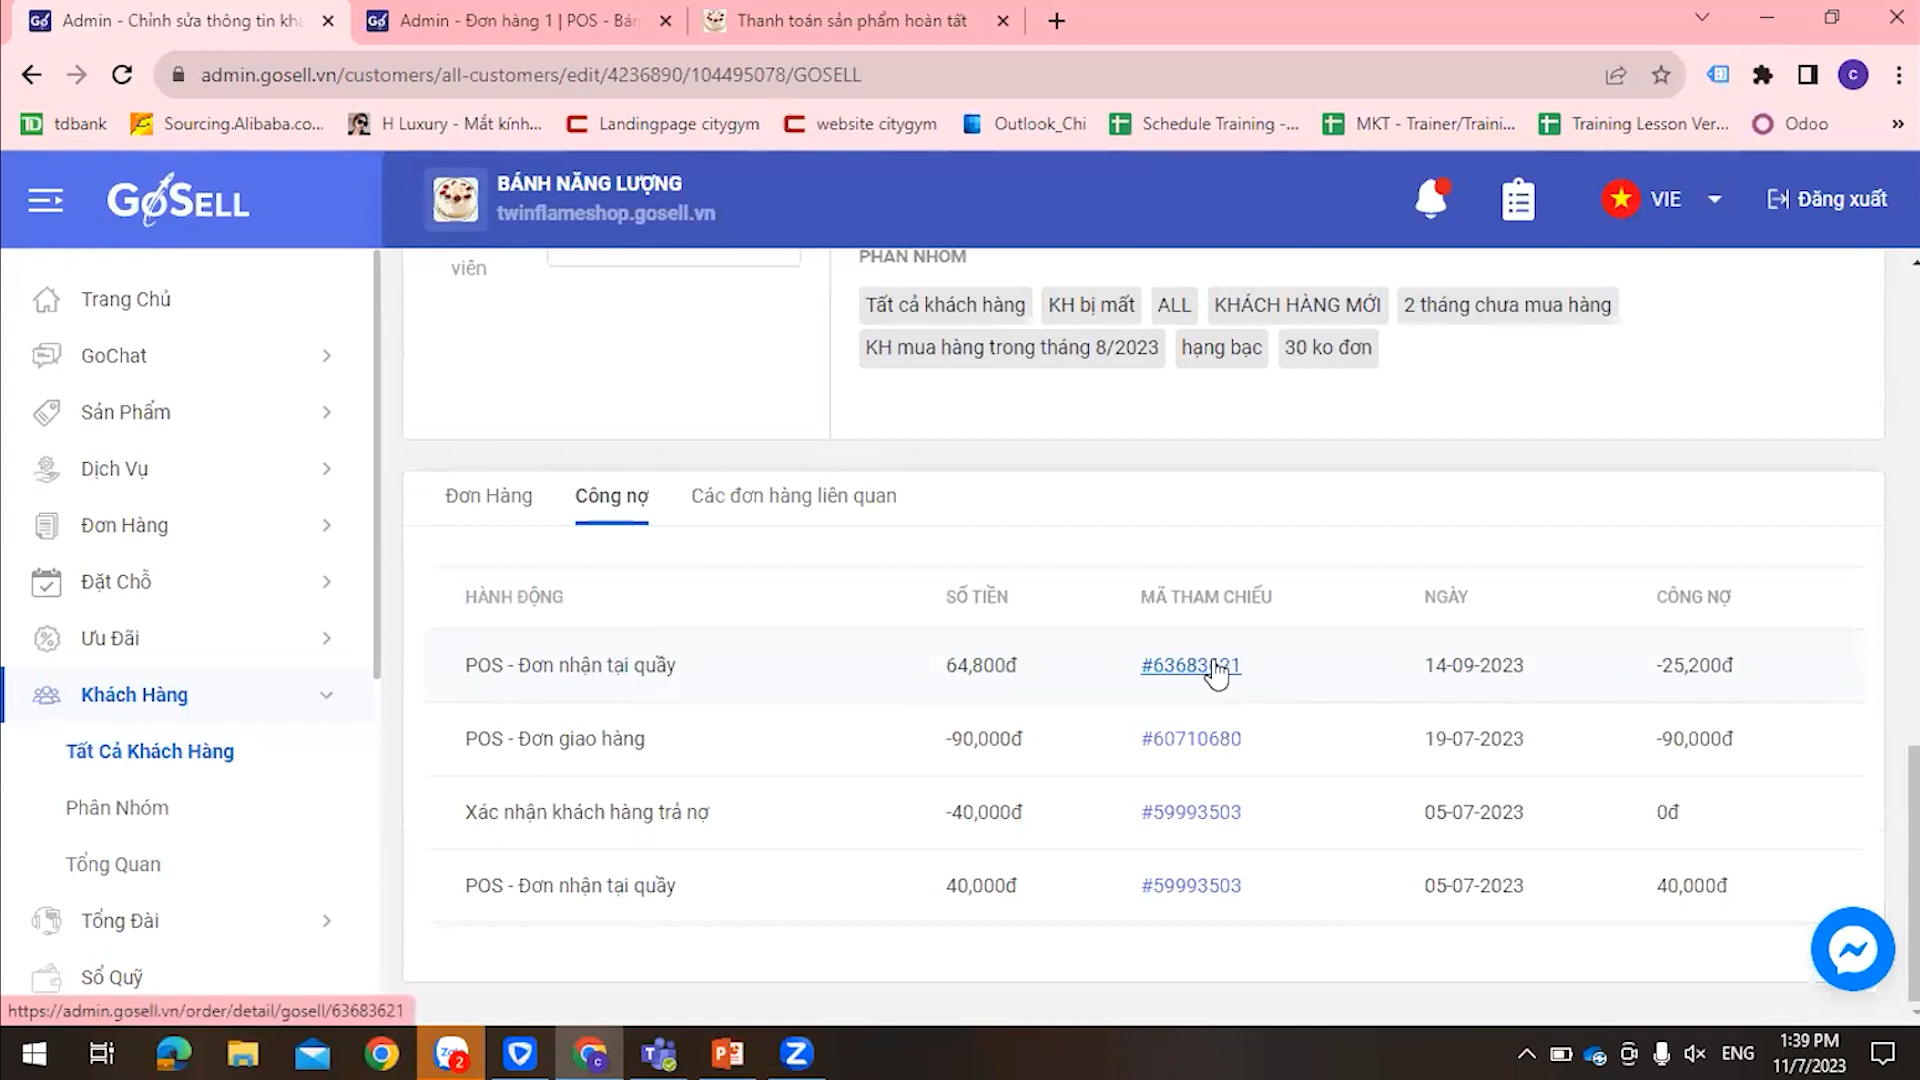 Admin - Chỉnh sửa thông tin khá
Admin - Đơn hàng 1 | POS - Bán
Thanh toán sản phẩm hoàn tất
admin.gosell.vn/customers/all-customers/edit/4236890/104495078/GOSELL
C
TD tdbank
Sourcing.Alibaba.co...
H Luxury - Mắt kính...
Landingpage citygym
website citygym
Outlook_Chi
Schedule Training -...
MKT - Trainer/Traini...
Training Lesson Ver...
Odoo
»
GOSELL
BÁNH NĂNG LƯỢNG
twinflameshop.gosell.vn
VIE
Đăng xuất
Trang Chủ
GoChat
Sản Phẩm
Dịch Vụ
Đơn Hàng
Đặt Chỗ
Ưu Đãi
Khách Hàng
Tất Cả Khách Hàng
Phân Nhóm
Tổng Quan
Tổng Đài
Sổ Quỹ
viên
PHÂN NHÓM
Tất cả khách hàng KH bị mất ALL KHÁCH HÀNG MỚI 2 tháng chưa mua hàng
KH mua hàng trong tháng 8/2023 hạng bạc 30 ko đơn
Đơn Hàng Công nợ Các đơn hàng liên quan
HÀNH ĐỘNG SỐ TIỀN MÃ THAM CHIẾU NGÀY CÔNG NỢ
POS - Đơn nhận tại quầy 64,800đ #63683621 14-09-2023 -25,200đ
POS - Đơn giao hàng -90,000đ #60710680 19-07-2023 -90,000đ
Xác nhận khách hàng trả nợ -40,000đ #59993503 05-07-2023 0đ
POS - Đơn nhận tại quầy 40,000đ #59993503 05-07-2023 40,000đ
https://admin.gosell.vn/order/detail/gosell/63683621
2
ENG
1:39 PM
11/7/2023